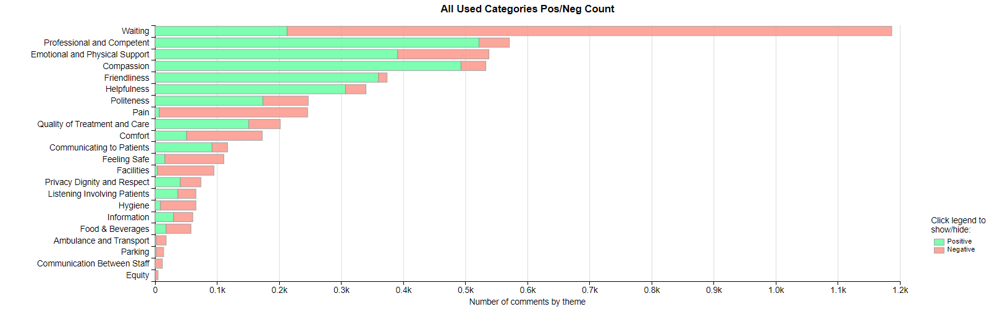 All Used Categories Pos/Neg Count
Waiting
Professional and Competent
Emotional and Physical Support
Compassion
Friendliness
Helpfulness
Politeness
Pain
Quality of Treatment and Care
Comfort
Communicating to Patients
Feeling Safe
Facilities
Privacy Dignity and Respect
Listening Involving Patients
Hygiene
Information
Food & Beverages
Ambulance and Transport
Parking
Communication Between Staff
Equity
0 0.1k 0.2k 0.3k 0.4k 0.5k 0.6k 0.7k 0.8k 0.9k 1.0k 1.1k 1.2k
Number of comments by theme
Click legend to
show/hide:
Positive
Negative